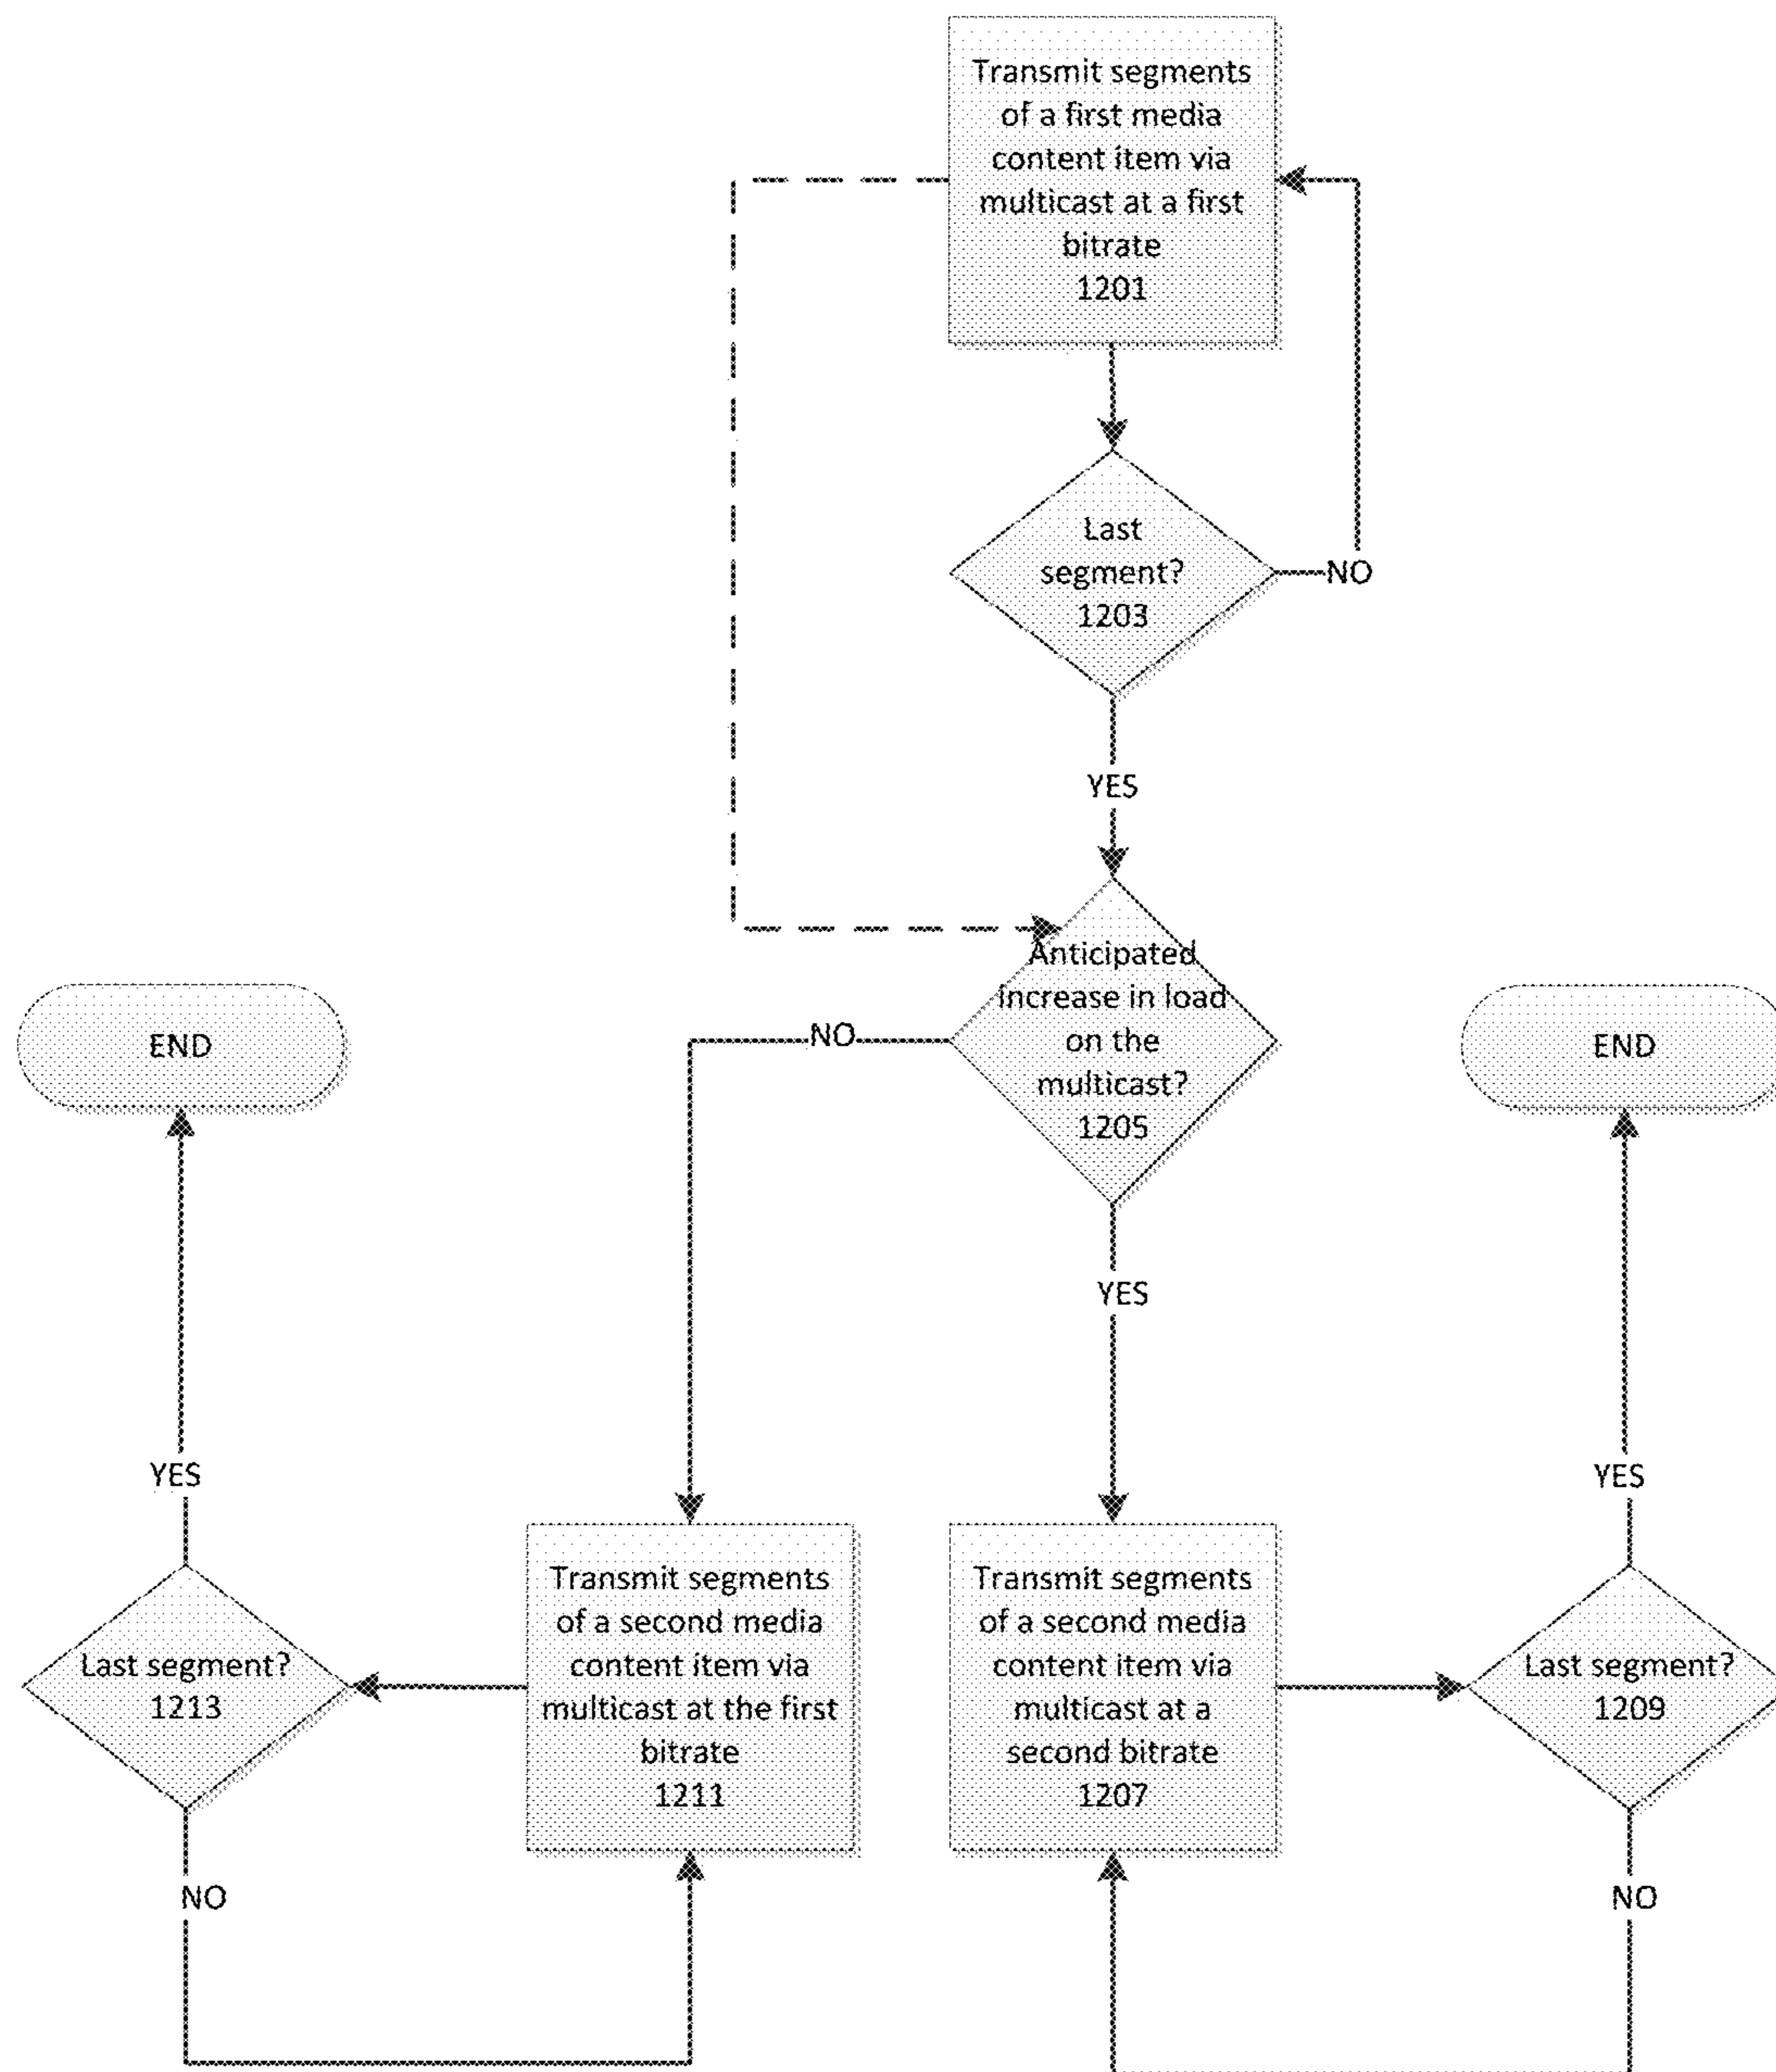 Transmit segments
of a first media
content item via
multicast at a first
bitrate
1201
Last
segment?
1203
NO
YES
Anticipated
increase in load
on the
multicast?
1205
NO
YES
END
END
YES
YES
Last segment?
1213
Transmit segments
of a second media
content item via
multicast at the first
bitrate
1211
Transmit segments
of a second media
content item via
multicast at a
second bitrate
1207
Last segment?
1209
NO
NO